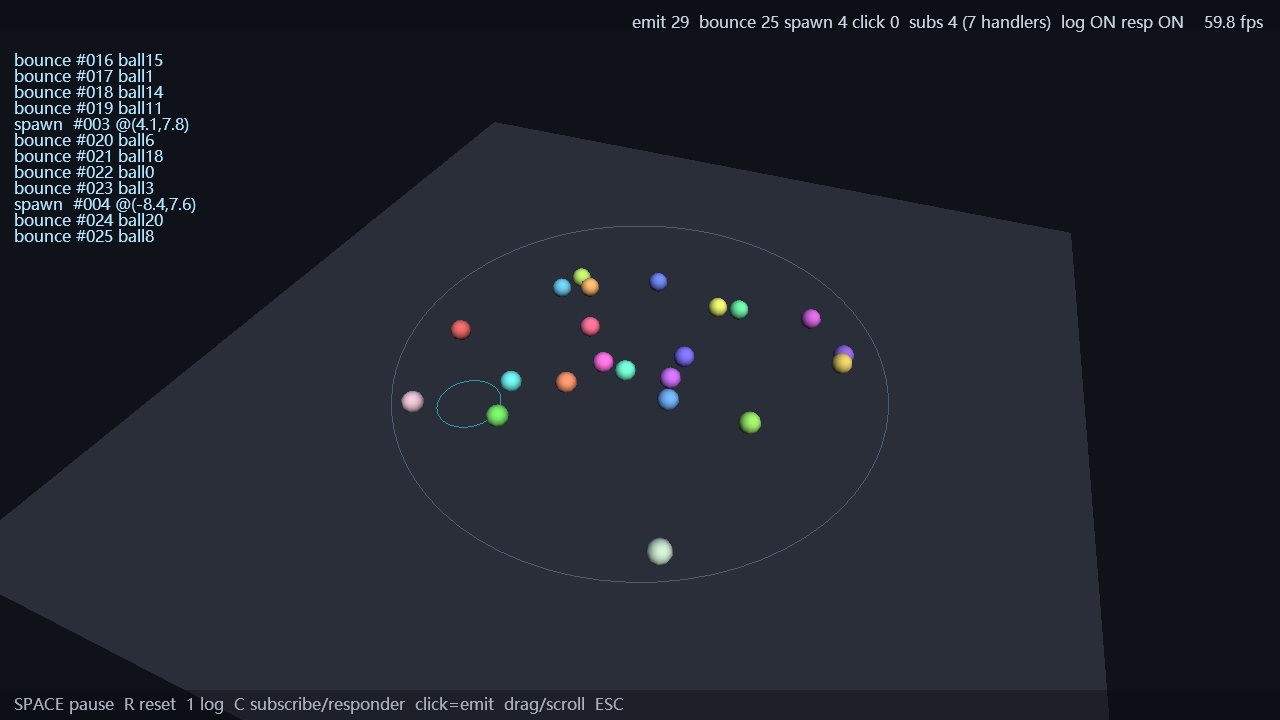 emit 29  bounce 25 spawn 4 click 0  subs 4 (7 handlers)  log ON resp ON    59.8 fps
bounce #016 ball15
bounce #017 ball1
bounce #018 ball14
bounce #019 ball11
spawn  #003 @(4.1,7.8)
bounce #020 ball6
bounce #021 ball18
bounce #022 ball0
bounce #023 ball3
spawn  #004 @(-8.4,7.6)
bounce #024 ball20
bounce #025 ball8
SPACE pause  R reset  1 log  C subscribe/responder  click=emit  drag/scroll  ESC